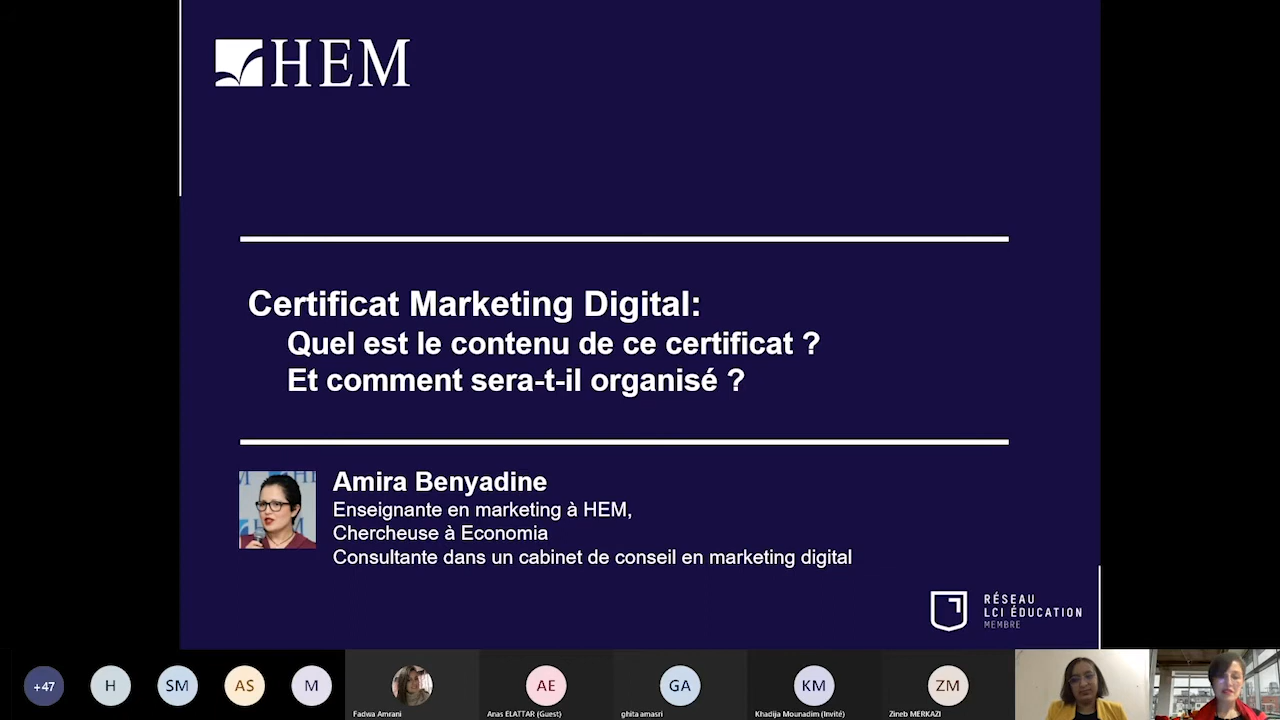 HEM
Certificat Marketing Digital:
Quel est le contenu de ce certificat ?
Et comment sera-t-il organisé ?
Amira Benyadine
Enseignante en marketing à HEM,
Chercheuse à Economia
Consultante dans un cabinet de conseil en marketing digital
RÉSEAU
LCI ÉDUCATION
MEMBRE
+47
H
SM
AS
M
AE
GA
KM
ZM
Fadwa Amrani
Anas ELATTAR (Guest)
ghita amasri
Khadija Mounadim (Invité)
Zineb MERKAZI